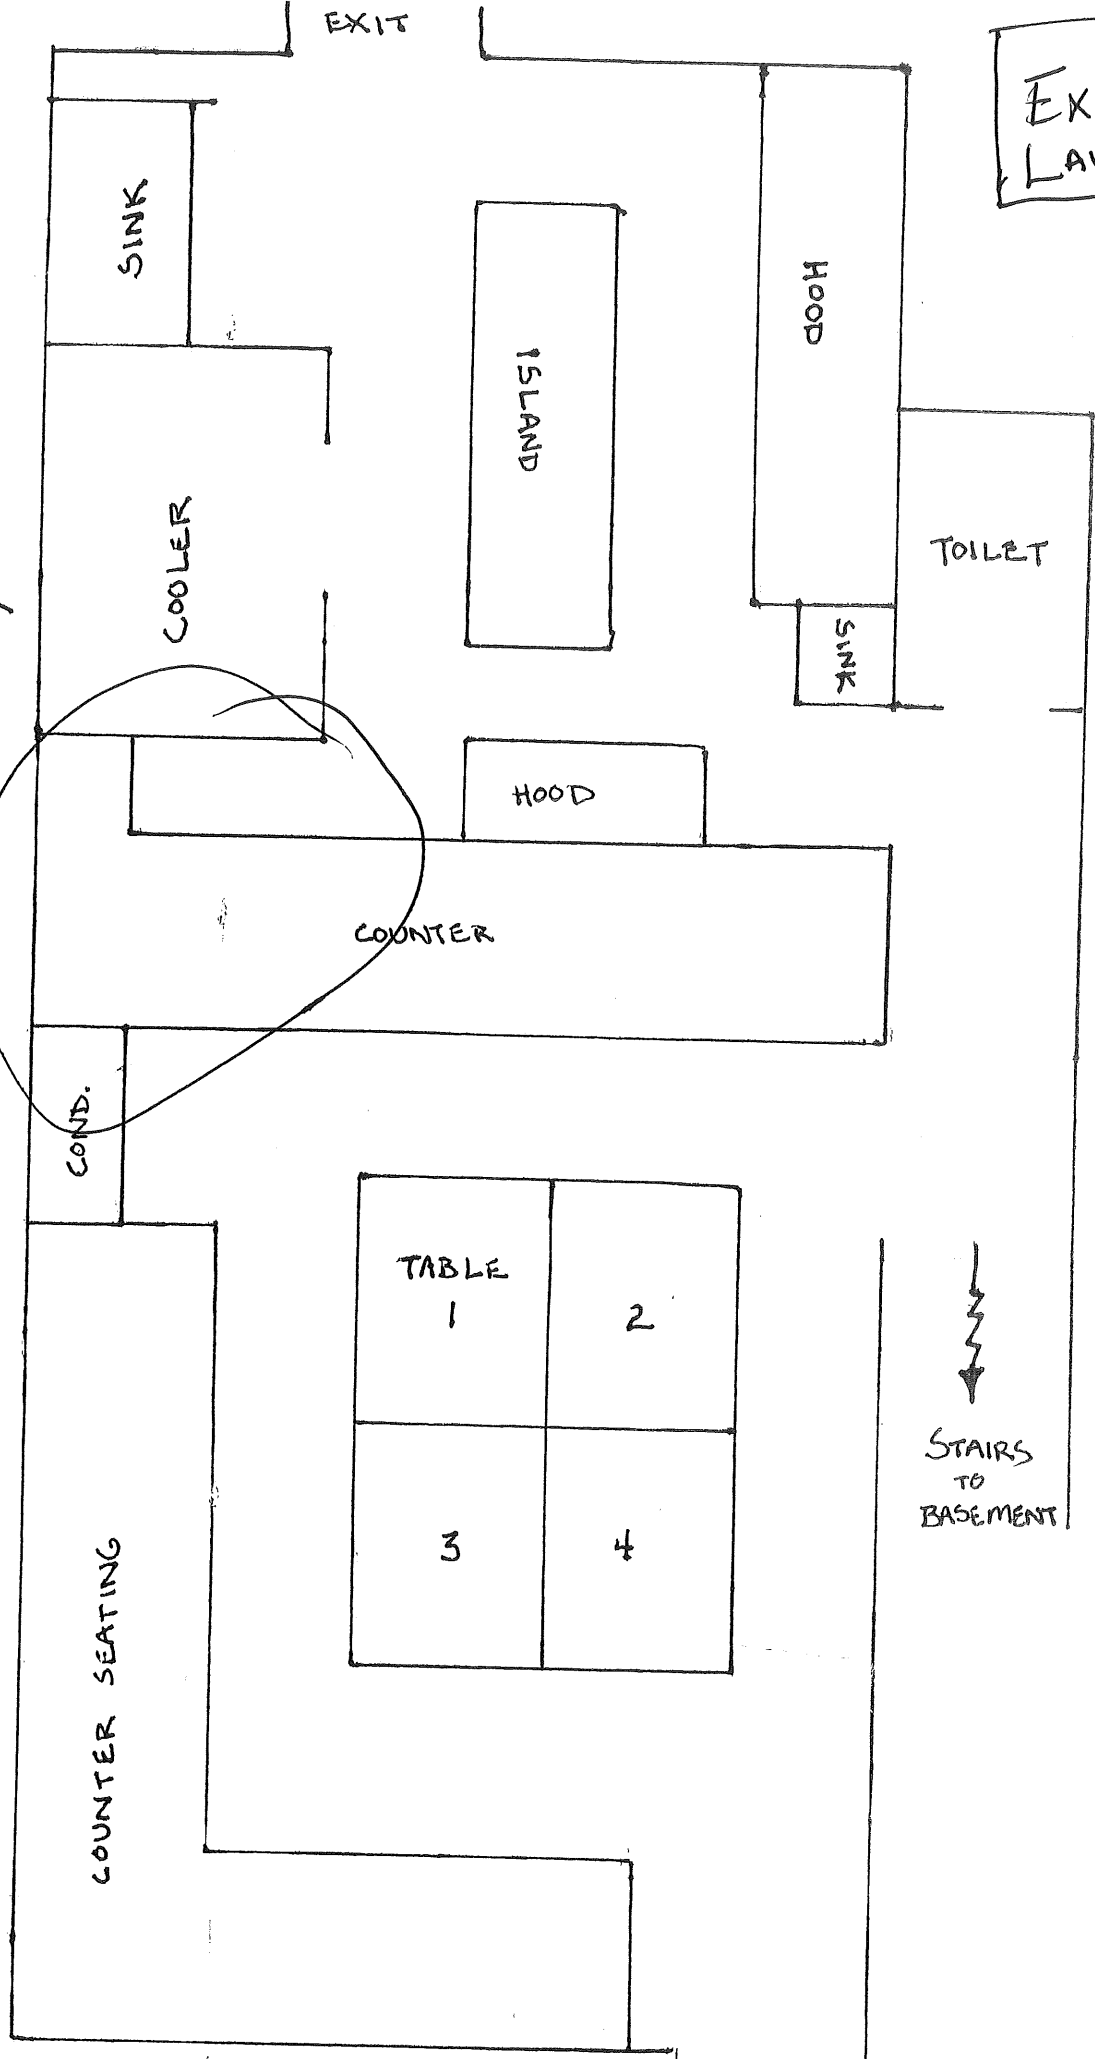 EXIT
SINK
HOOD
ISLAND
COOLER
TOILET
SINK
HOOD
COUNTER
COND.
TABLE
1
2
STAIRS
TO
BASEMENT
3
4
COUNTER SEATING